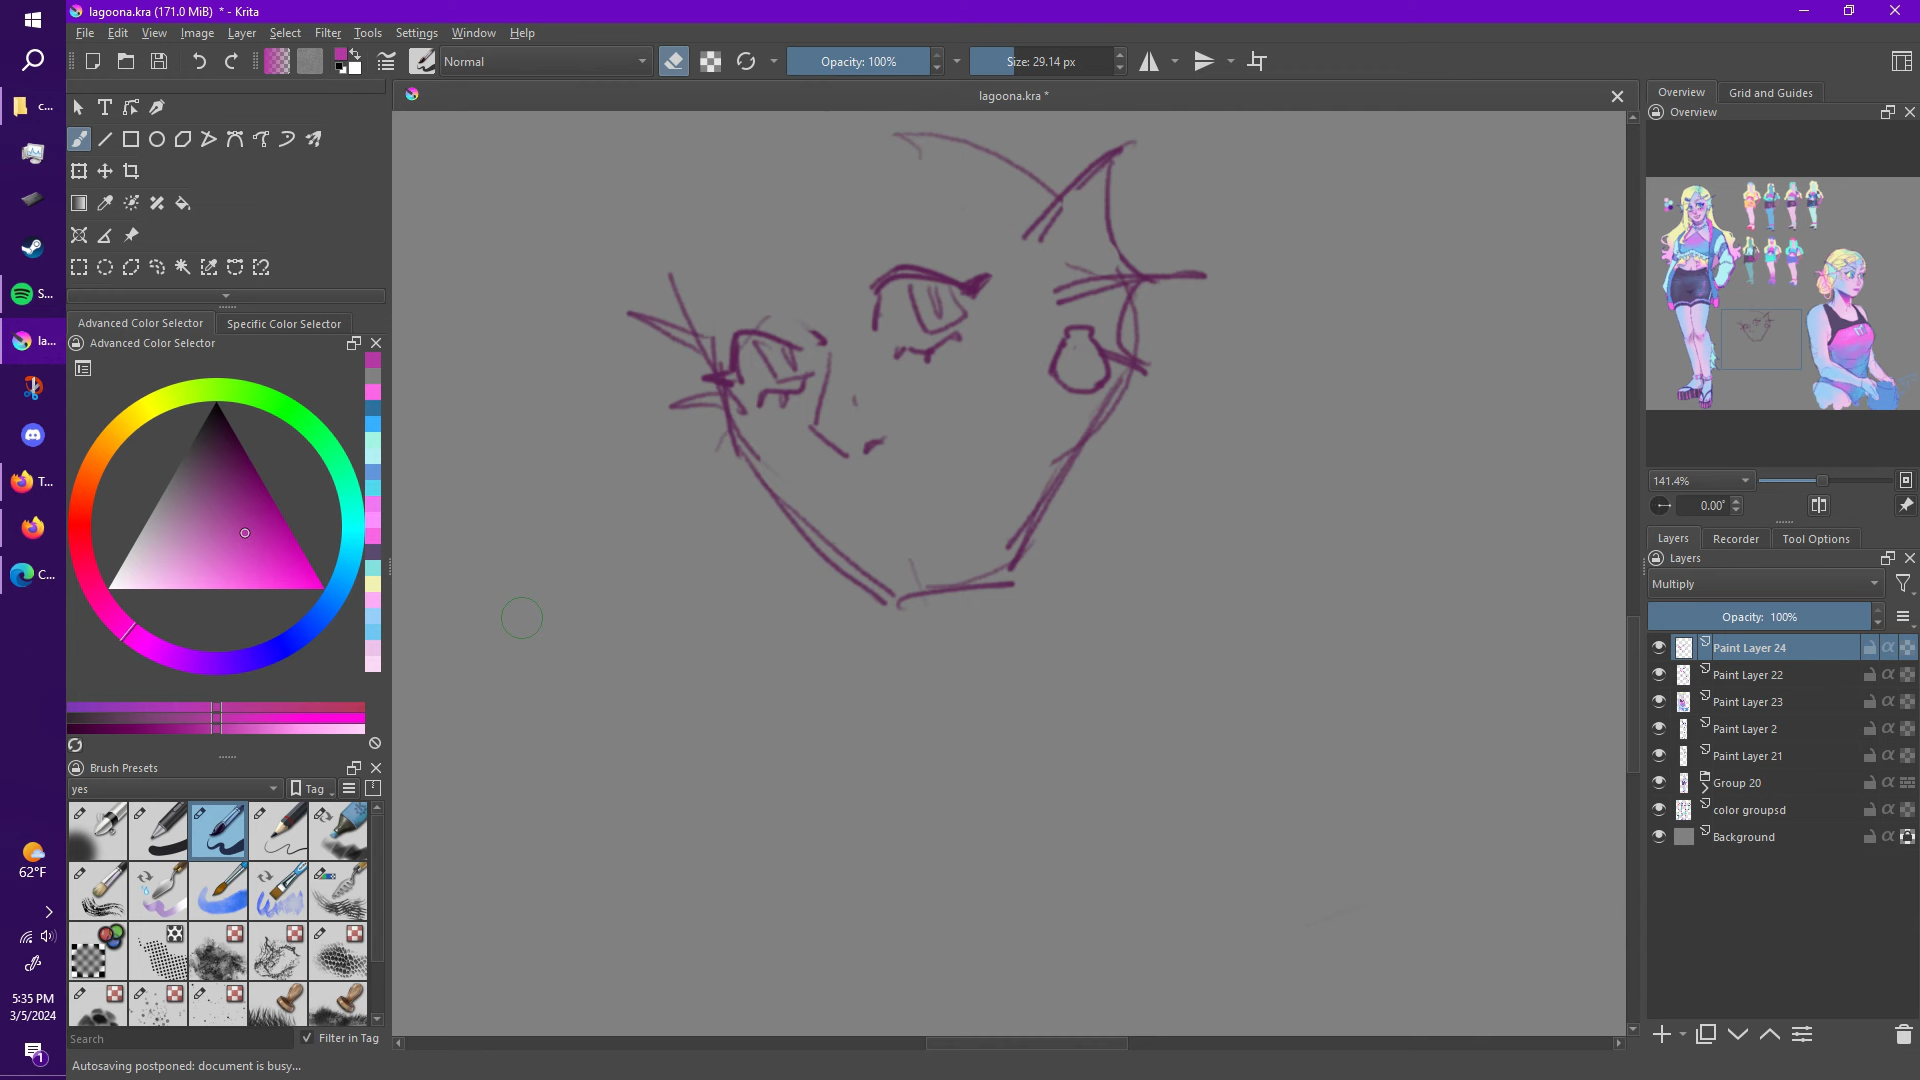 lagoona.kra (171.0 MiB) * - Krita
File Edit View Image Layer Select Filter Tools Settings Window Help
Normal
Opacity: 100%
Size: 29.14 px
lagoona.kra *
Overview
Grid and Guides
Overview
c...
S...
la...
T...
C...
62°F
5:35 PM
3/5/2024
1
Advanced Color Selector
Specific Color Selector
Advanced Color Selector
Brush Presets
yes
Tag
Search
Filter in Tag
Autosaving postponed: document is busy...
141.4%
0.00°
Layers
Recorder
Tool Options
Layers
Multiply
Opacity: 100%
Paint Layer 24
Paint Layer 22
Paint Layer 23
Paint Layer 2
Paint Layer 21
Group 20
color groupsd
Background